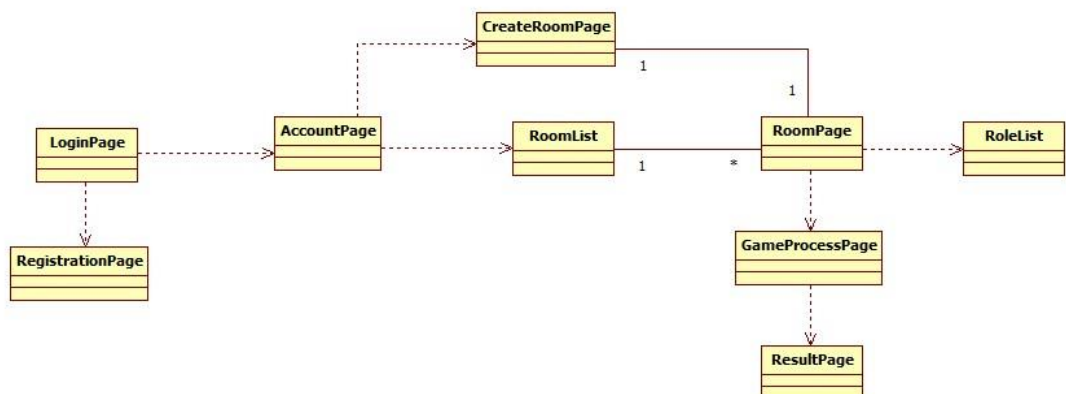 CreateRoomPage
1
1
LoginPage
AccountPage
RoomList
RoomPage
RoleList
1
*
RegistrationPage
GameProcessPage
ResultPage